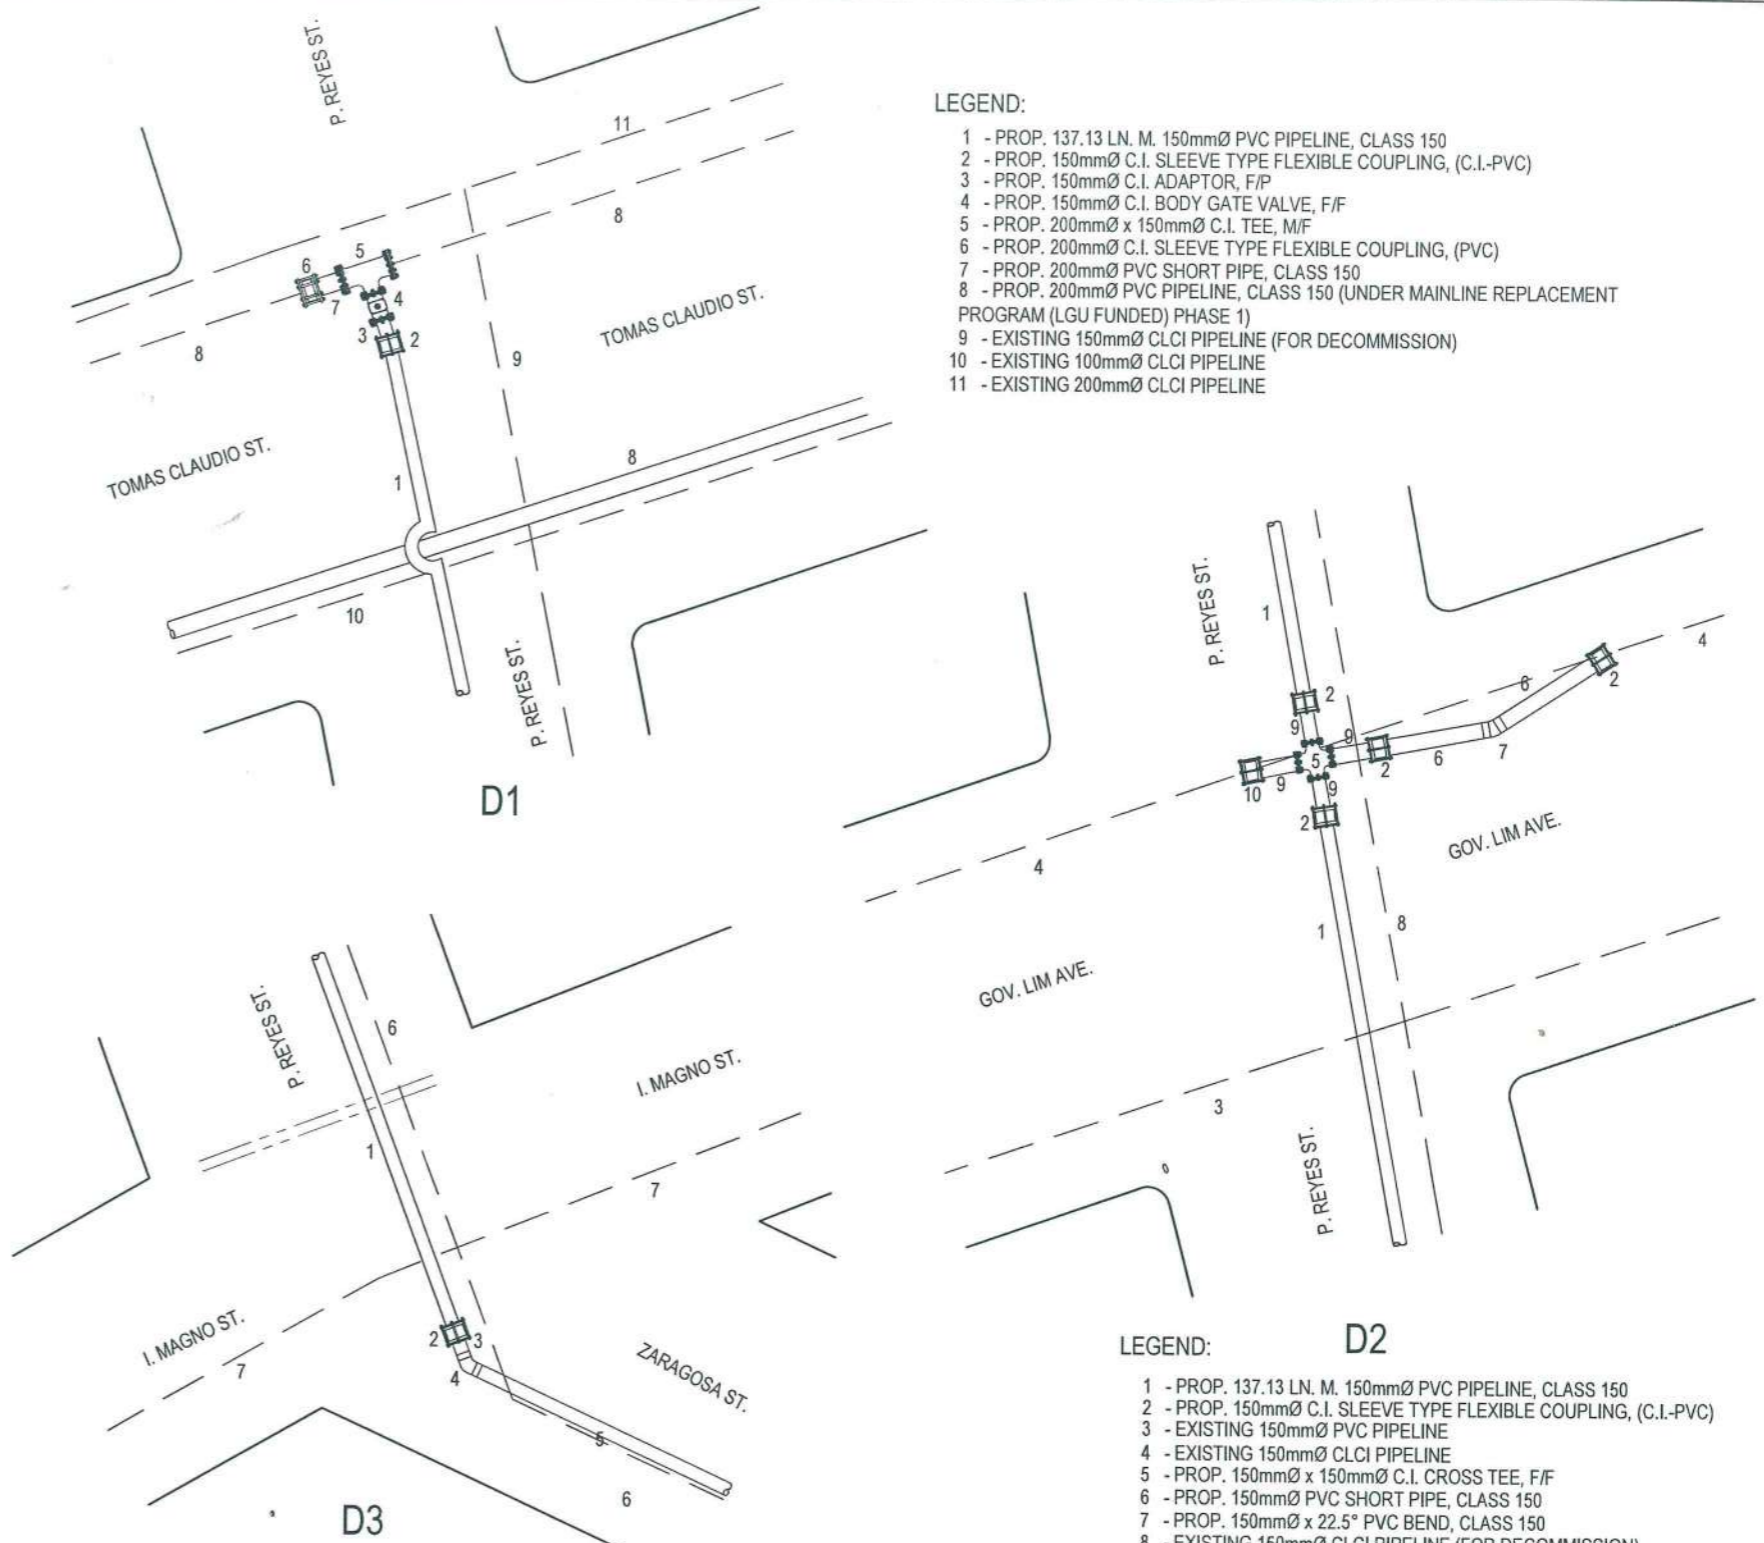 P. REYES ST.
11
8
5
6
7
4
3
2
8
9
TOMAS CLAUDIO ST.
TOMAS CLAUDIO ST.
1
8
10
P. REYES ST.
D1
LEGEND:
1 - PROP. 137.13 LN. M. 150mmØ PVC PIPELINE, CLASS 150
2 - PROP. 150mmØ C.I. SLEEVE TYPE FLEXIBLE COUPLING, (C.I.-PVC)
3 - PROP. 150mmØ C.I. ADAPTOR, F/P
4 - PROP. 150mmØ C.I. BODY GATE VALVE, F/F
5 - PROP. 200mmØ x 150mmØ C.I. TEE, M/F
6 - PROP. 200mmØ C.I. SLEEVE TYPE FLEXIBLE COUPLING, (PVC)
7 - PROP. 200mmØ PVC SHORT PIPE, CLASS 150
8 - PROP. 200mmØ PVC PIPELINE, CLASS 150 (UNDER MAINLINE REPLACEMENT
PROGRAM (LGU FUNDED) PHASE 1)
9 - EXISTING 150mmØ CLCI PIPELINE (FOR DECOMMISSION)
10 - EXISTING 100mmØ CLCI PIPELINE
11 - EXISTING 200mmØ CLCI PIPELINE
P. REYES ST.
1
4
2
6
2
9
9
5
2
6
7
10
9
9
2
GOV. LIM AVE.
4
1
8
GOV. LIM AVE.
3
P. REYES ST.
D2
P. REYES ST.
6
I. MAGNO ST.
1
7
I. MAGNO ST.
7
2
3
4
ZARAGOSA ST.
5
6
D3
LEGEND:
1 - PROP. 137.13 LN. M. 150mmØ PVC PIPELINE, CLASS 150
2 - PROP. 150mmØ C.I. SLEEVE TYPE FLEXIBLE COUPLING, (C.I.-PVC)
3 - EXISTING 150mmØ PVC PIPELINE
4 - EXISTING 150mmØ CLCI PIPELINE
5 - PROP. 150mmØ x 150mmØ C.I. CROSS TEE, F/F
6 - PROP. 150mmØ PVC SHORT PIPE, CLASS 150
7 - PROP. 150mmØ x 22.5° PVC BEND, CLASS 150
8 - EXISTING 150mmØ CLCI PIPELINE (FOR DECOMMISSION)